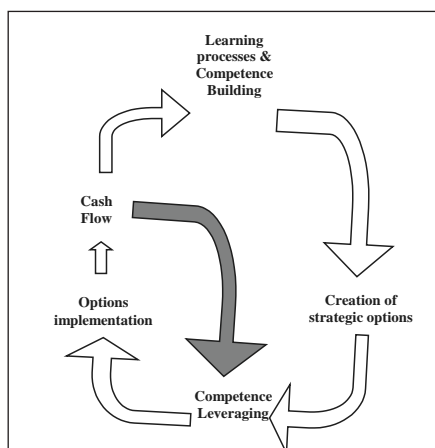 Learning
processes &
Competence
Building
Cash
Flow
Options
implementation
Creation of
strategic options
Competence
Leveraging